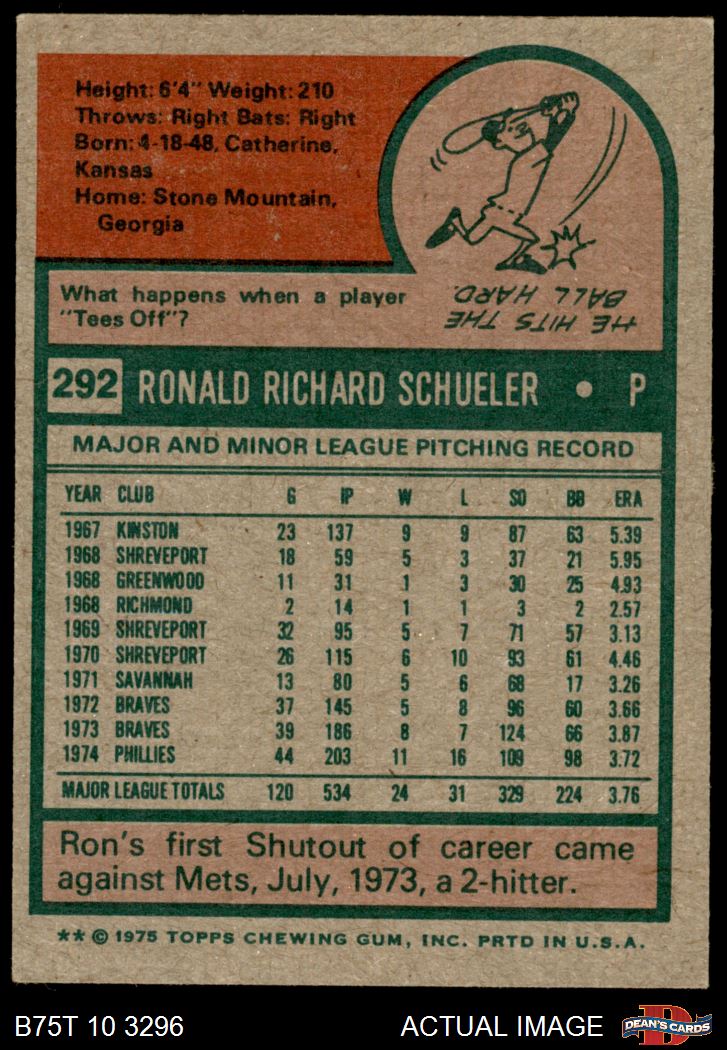 Height: 6'4" Weight: 210
Throws: Right Bats: Right
Born: 4-18-48, Catherine,
Kansas
Home: Stone Mountain,
Georgia
What happens when a player
"Tees Off"?
HE HITS THE
BALL HARD.
292 RONALD RICHARD SCHUELER • P
MAJOR AND MINOR LEAGUE PITCHING RECORD
YEAR CLUB G IP W L SO BB ERA
1967 KINSTON 23 137 9 9 87 63 5.39
1968 SHREVEPORT 18 59 5 3 37 21 5.95
1968 GREENWOOD 11 31 1 3 30 25 4.93
1968 RICHMOND 2 14 1 1 3 2 2.57
1969 SHREVEPORT 32 95 5 7 71 57 3.13
1970 SHREVEPORT 26 115 6 10 93 61 4.46
1971 SAVANNAH 13 80 5 6 68 17 3.26
1972 BRAVES 37 145 5 8 96 60 3.66
1973 BRAVES 39 186 8 7 124 66 3.87
1974 PHILLIES 44 203 11 16 109 98 3.72
MAJOR LEAGUE TOTALS 120 534 24 31 329 224 3.76
Ron's first Shutout of career came
against Mets, July, 1973, a 2-hitter.
** © 1975 TOPPS CHEWING GUM, INC. PRTD IN U.S.A.
B75T 10 3296 ACTUAL IMAGE DEAN'S CARDS